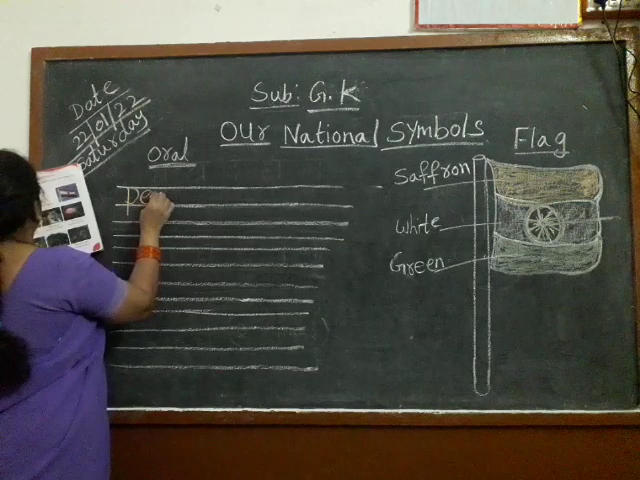 Date
22/01/22
Saturday
Sub: G.K
Our National Symbols
Oral
Flag
Saffron
White
Green